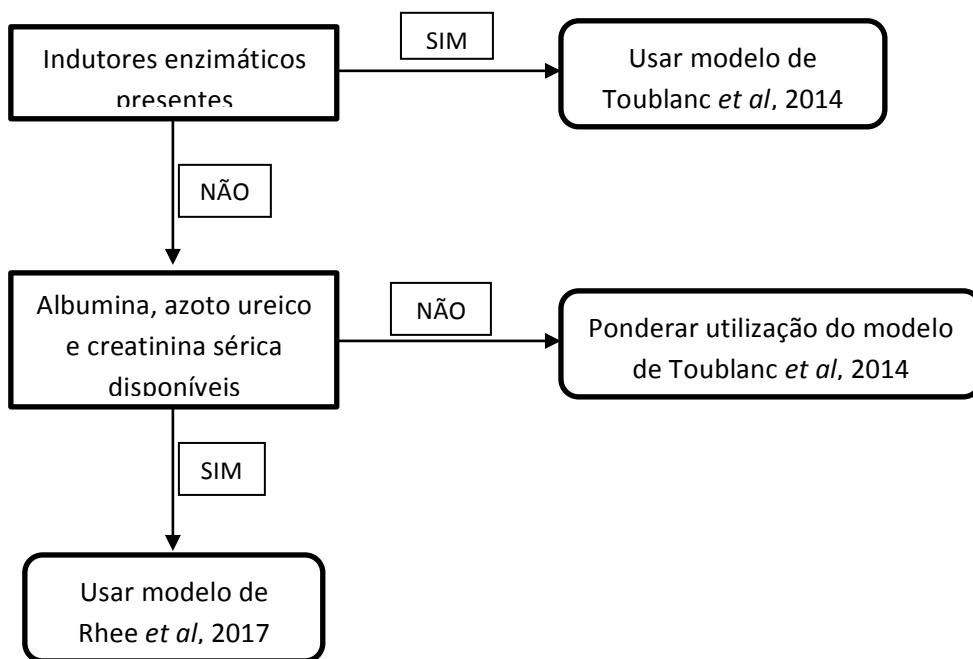 Indutores enzimáticos
presentes
SIM
Usar modelo de
Toublanc et al, 2014
NÃO
Albumina, azoto ureico
e creatinina sérica
disponíveis
NÃO
Ponderar utilização do modelo
de Toublanc et al, 2014
SIM
Usar modelo de
Rhee et al, 2017